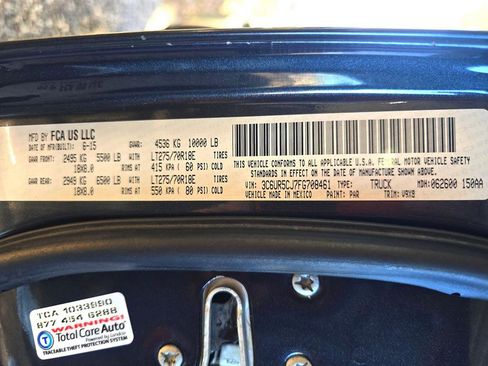 MFD BY FCA US LLC
DATE OF MFR(BUILT): 6-15 GVWR: 4536 KG 10000 LB
GAWR FRONT: 2495 KG 5500 LB WITH LT275/70R18E TIRES
18X8.0 RIMS AT 415 KPA ( 60 PSI) COLD
GAWR REAR: 2949 KG 6500 LB WITH LT275/70R18E TIRES
18X8.0 RIMS AT 550 KPA ( 80 PSI) COLD
THIS VEHICLE CONFORMS TO ALL APPLICABLE U.S.A. FEDERAL MOTOR VEHICLE SAFETY
STANDARDS IN EFFECT ON THE DATE OF MANUFACTURE SHOWN ABOVE.
VIN: 3C6UR5CJ7FG708461 TYPE: TRUCK MDH: 062600 150AA
VEHICLE MADE IN MEXICO PAINT: PAR TRIM: V9X8
TCA 1033990
877 454 6288
WARNING!
Total Care Auto
TRACEABLE THEFT PROTECTION SYSTEM